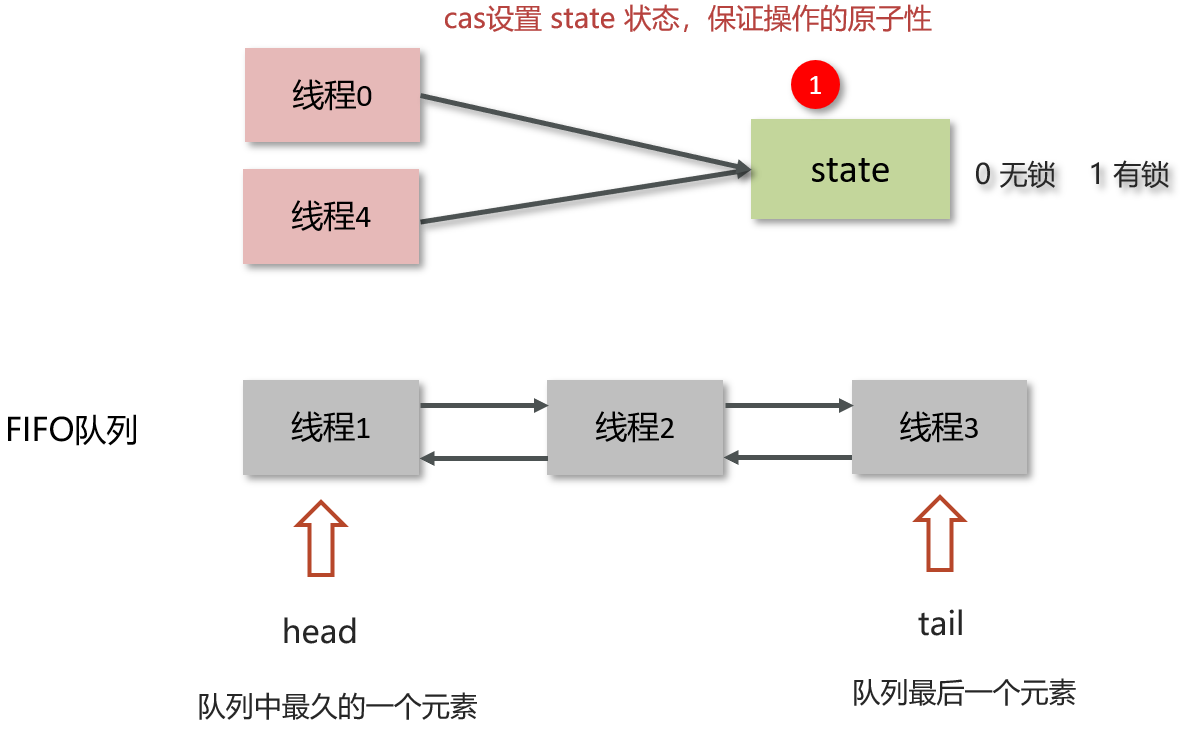 cas设置 state 状态，保证操作的原子性
线程0
1
state
0 无锁 1 有锁
线程4
FIFO队列
线程1
线程2
线程3
head
tail
队列中最久的一个元素
队列最后一个元素